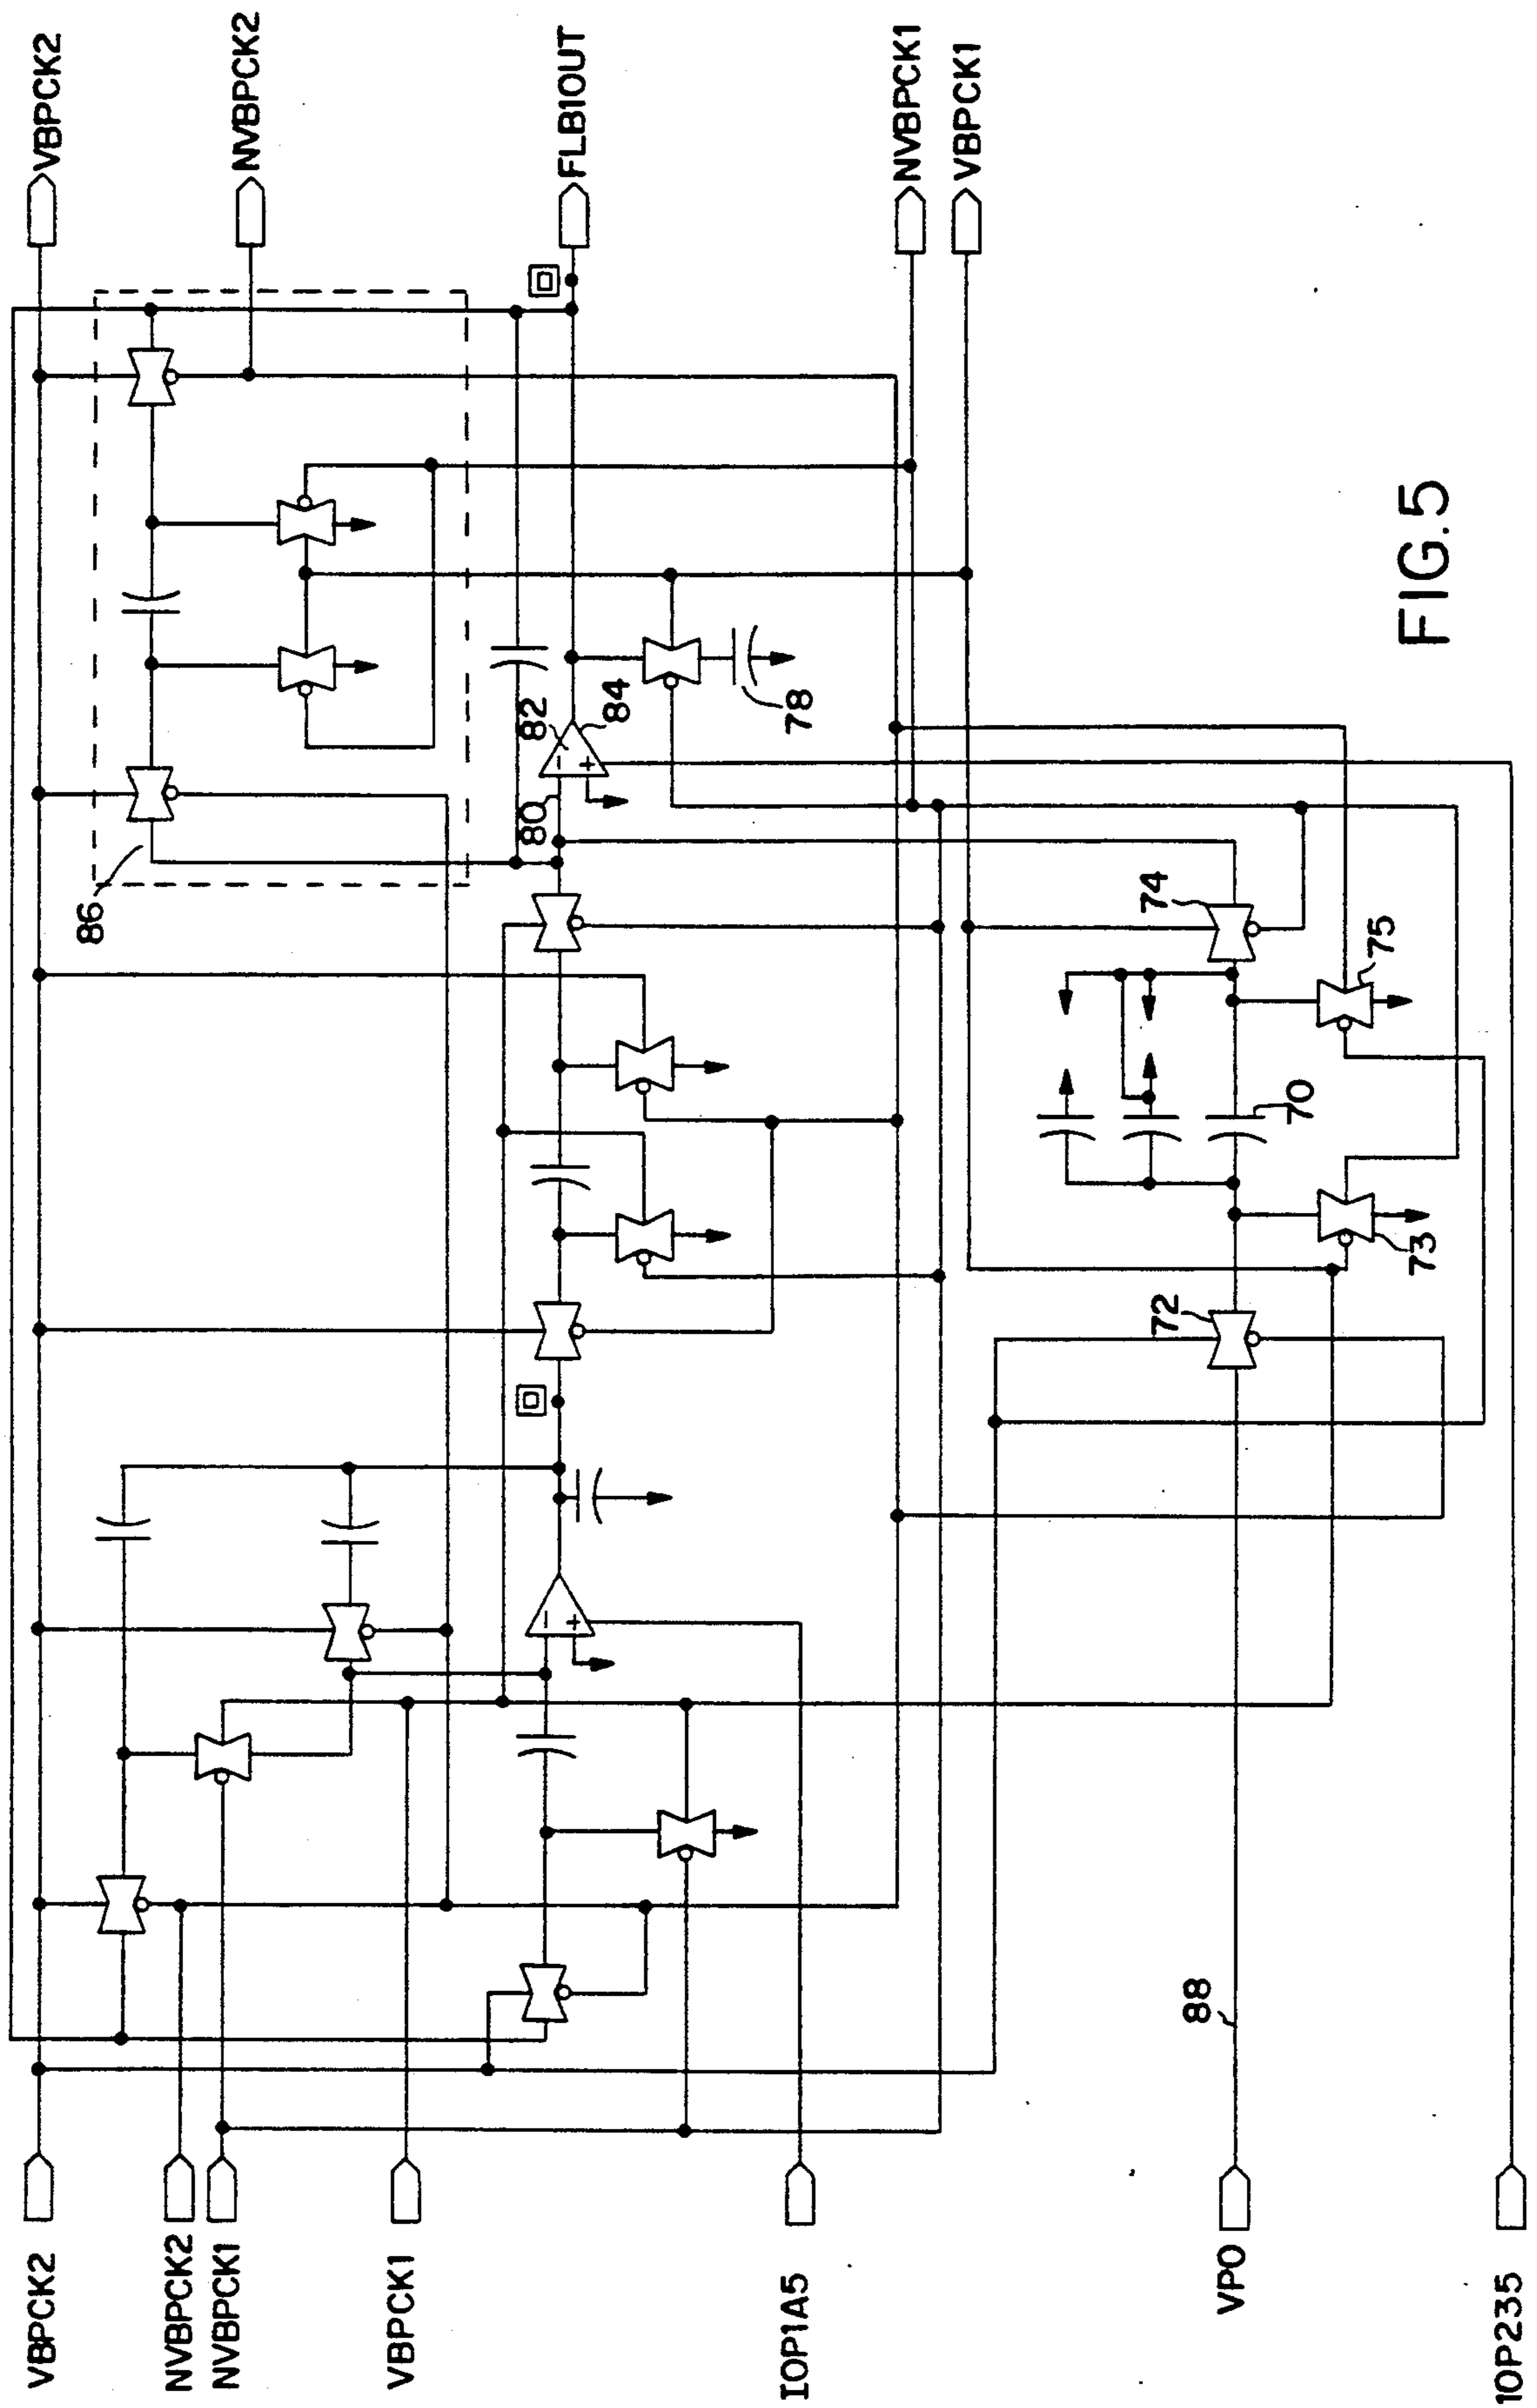 VBPCK2
NVBPCK2
NVBPCK1
VBPCK1
IOP1A5
VPO
IOP235
VBPCK2
NVBPCK2
FLB1OUT
NVBPCK1
VBPCK1
86
80
82
84
78
- +
- +
74
75
70
72
73
88
FIG.5